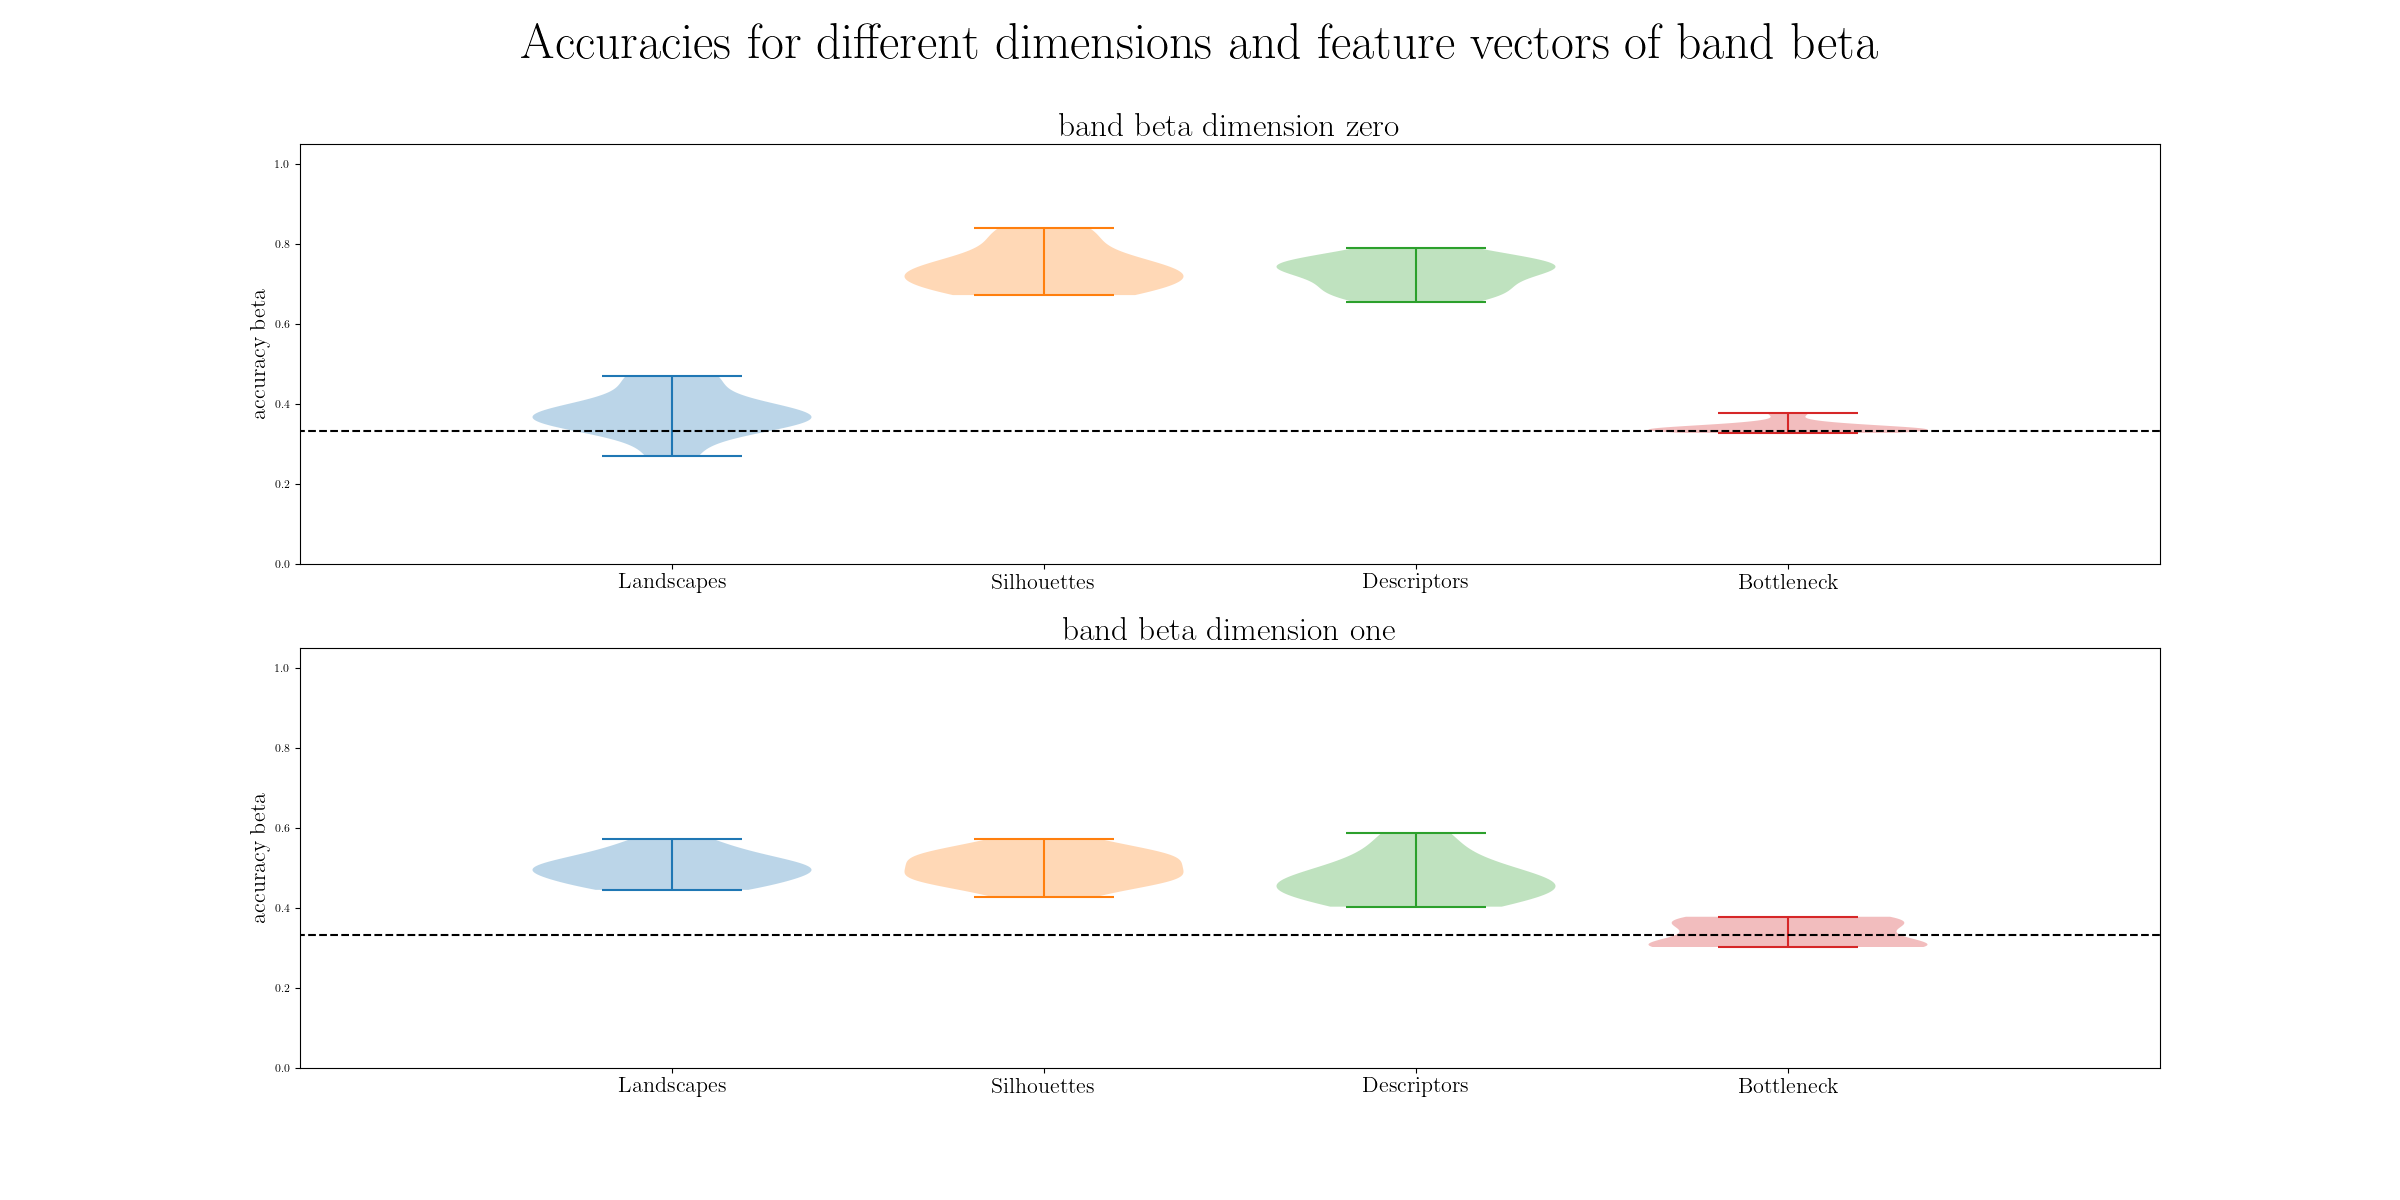 Accuracies for different dimensions and feature vectors of band beta
band beta dimension zero
1.0
0.8
0.6
0.4
0.2
0.0
accuracy beta
Landscapes Silhouettes Descriptors Bottleneck
band beta dimension one
1.0
0.8
0.6
0.4
0.2
0.0
accuracy beta
Landscapes Silhouettes Descriptors Bottleneck